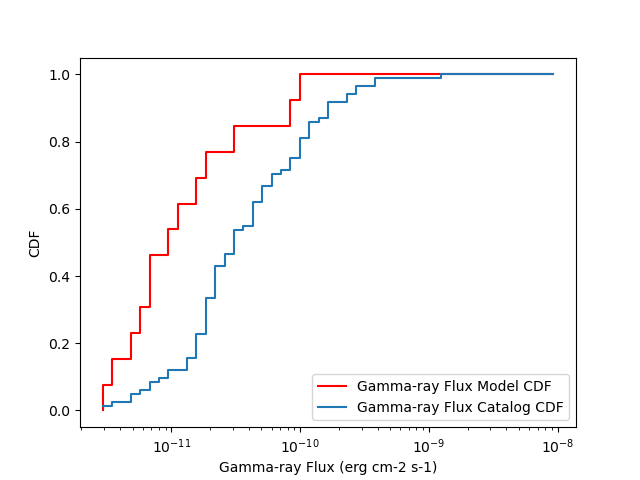 1.0
0.8
0.6
0.4
0.2
0.0
CDF
10⁻¹¹
10⁻¹⁰
10⁻⁹
10⁻⁸
Gamma-ray Flux (erg cm-2 s-1)
Gamma-ray Flux Model CDF
Gamma-ray Flux Catalog CDF